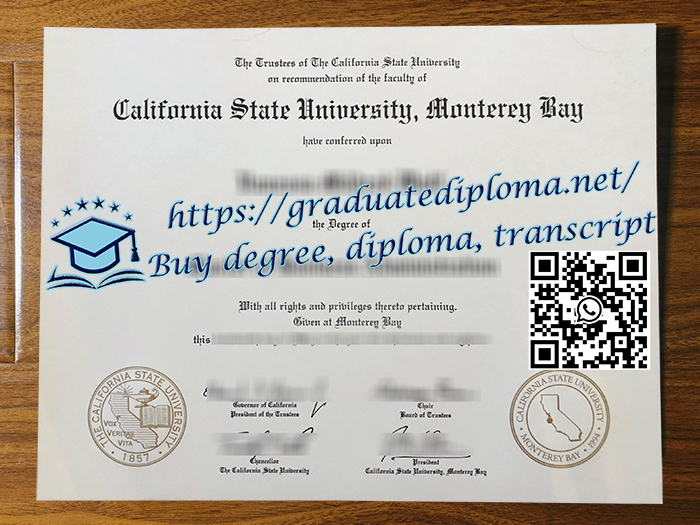 The Trustees of The California State University
on recommendation of the faculty of
California State University, Monterey Bay
have conferred upon
https://graduatediploma.net/
the Degree of
Buy degree, diploma, transcript
With all rights and privileges thereto pertaining.
Given at Monterey Bay
this
Governor of California
President of the Trustees
Chair
Board of Trustees
Chancellor
The California State University
President
California State University, Monterey Bay
THE CALIFORNIA STATE UNIVERSITY
VOX
VERITAS
VITA
• 1857 •
CALIFORNIA STATE UNIVERSITY
MONTEREY BAY • 1994